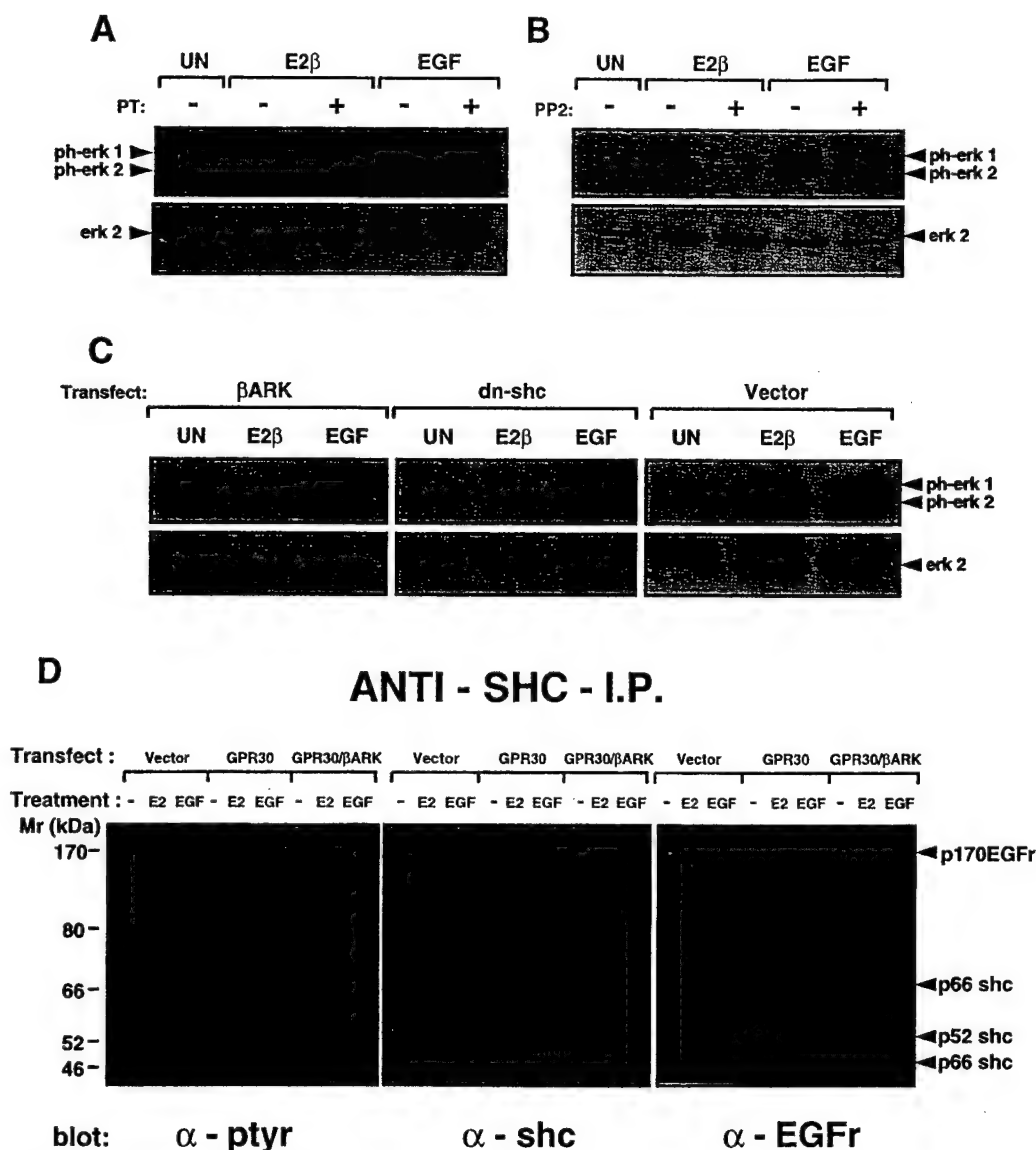 A
UN E2β EGF
PT: - - + - +
ph-erk 1
ph-erk 2
erk 2
B
UN E2β EGF
PP2: - - + - +
ph-erk 1
ph-erk 2
erk 2
C
Transfect: βARK dn-shc Vector
UN E2β EGF UN E2β EGF UN E2β EGF
ph-erk 1
ph-erk 2
erk 2
D
ANTI - SHC - I.P.
Transfect : Vector GPR30 GPR30/βARK Vector GPR30 GPR30/βARK Vector GPR30 GPR30/βARK
Treatment : - E2 EGF - E2 EGF - E2 EGF - E2 EGF - E2 EGF - E2 EGF - E2 EGF - E2 EGF - E2 EGF
Mr (kDa)
170 p170EGFr
80
66 p66 shc
52 p52 shc
46 p66 shc
blot: α - ptyr α - shc α - EGFr